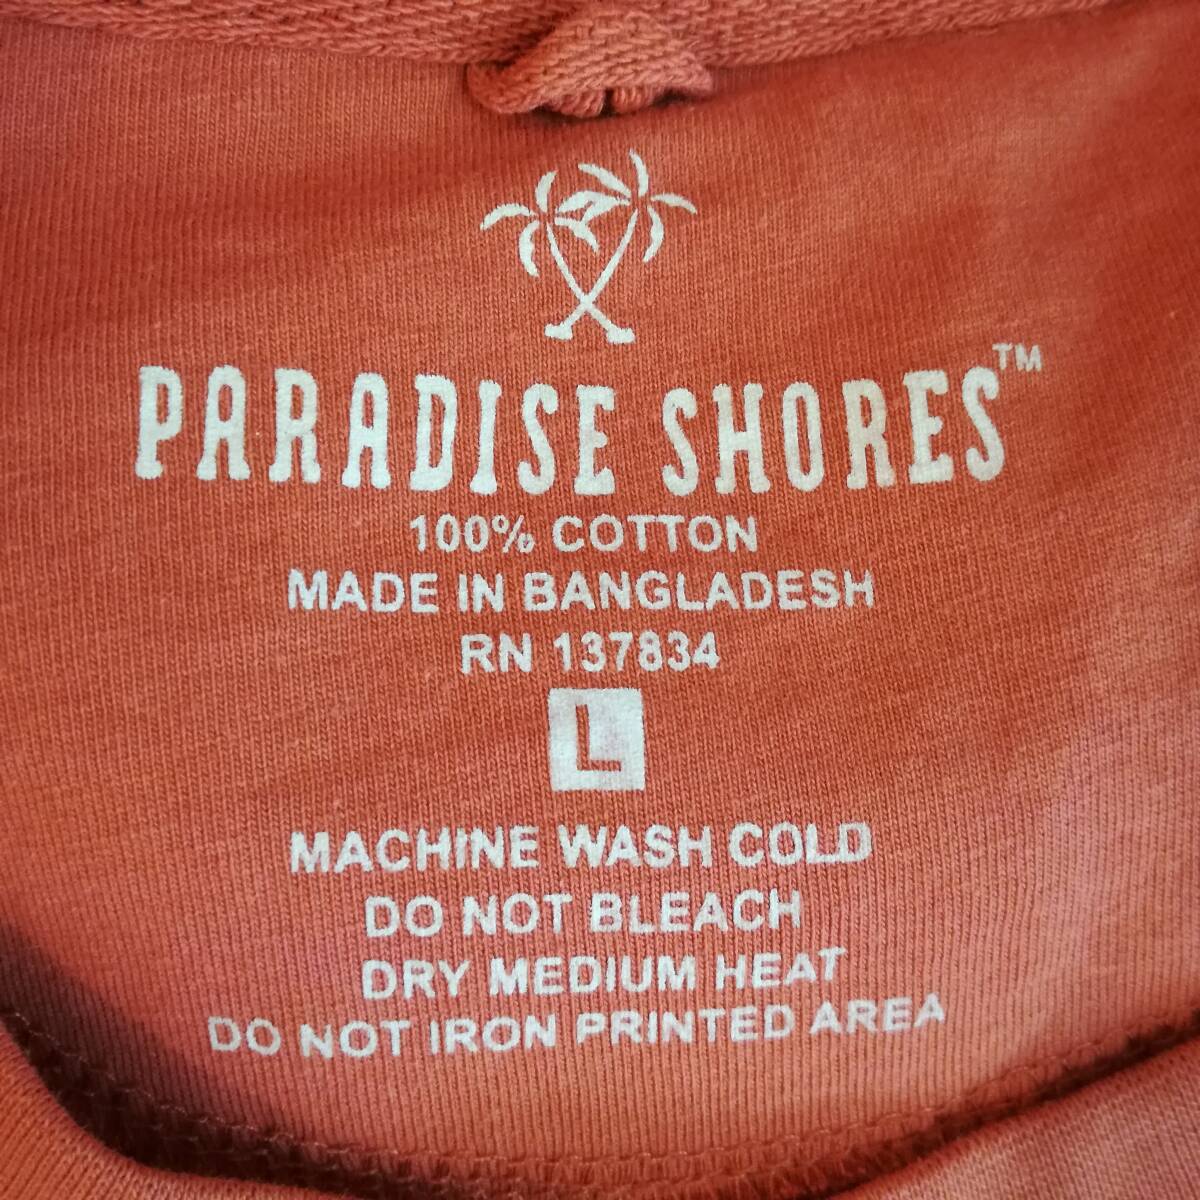 PARADISE SHORES™
100% COTTON
MADE IN BANGLADESH
RN 137834
L
MACHINE WASH COLD
DO NOT BLEACH
DRY MEDIUM HEAT
DO NOT IRON PRINTED AREA